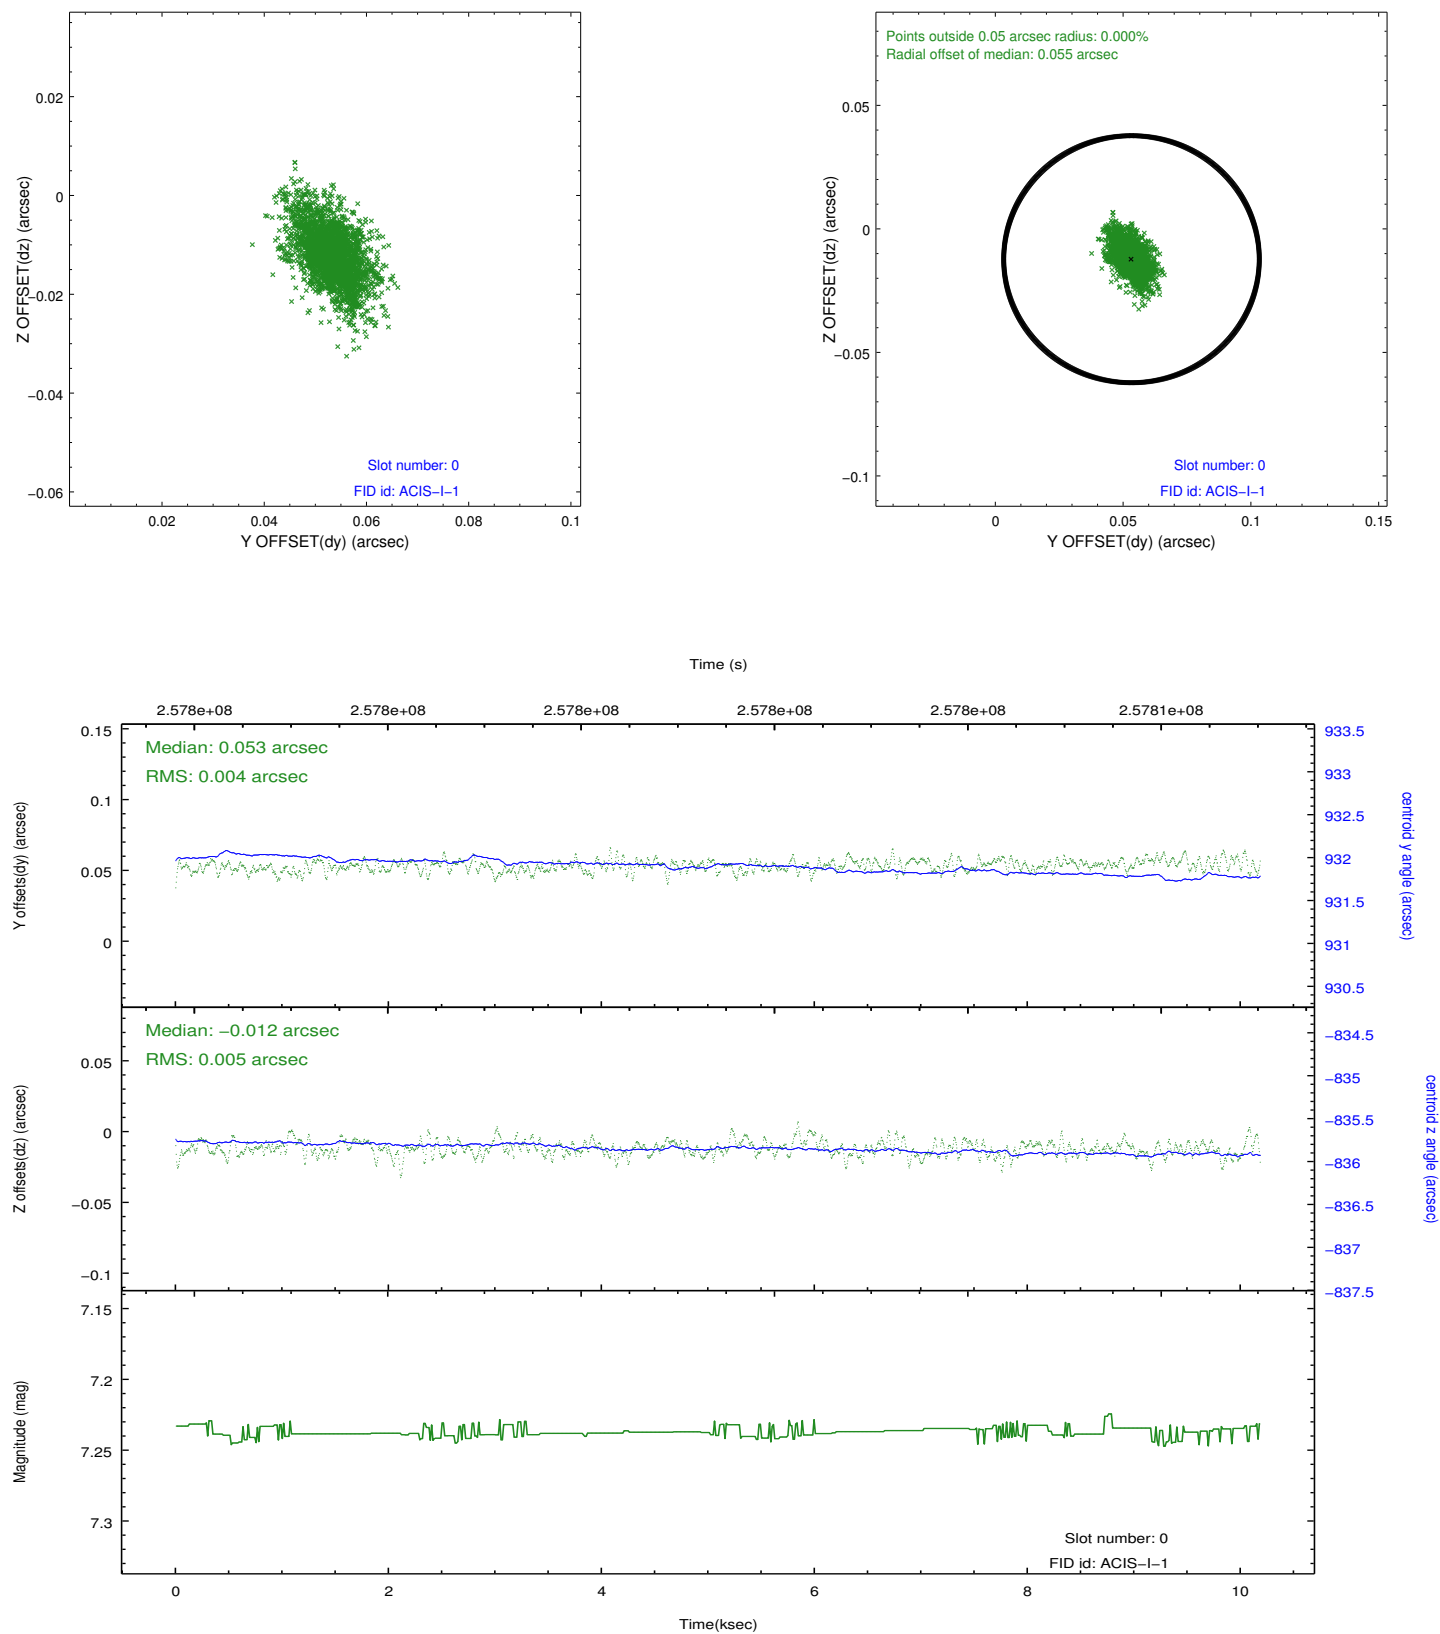 0.02
0
−0.02
−0.04
−0.06
Z OFFSET(dz) (arcsec)
Slot number: 0
FID id: ACIS−I−1
0.02 0.04 0.06 0.08 0.1
Y OFFSET(dy) (arcsec)
Points outside 0.05 arcsec radius: 0.000%
Radial offset of median: 0.055 arcsec
0.05
0
−0.05
−0.1
Z OFFSET(dz) (arcsec)
Slot number: 0
FID id: ACIS−I−1
0 0.05 0.1 0.15
Y OFFSET(dy) (arcsec)
Time (s)
2.578e+08 2.578e+08 2.578e+08 2.578e+08 2.578e+08 2.5781e+08
Median: 0.053 arcsec
RMS: 0.004 arcsec
0.15
0.1
0.05
0
Y offsets(dy) (arcsec)
933.5
933
932.5
932
931.5
931
930.5
centroid y angle (arcsec)
Median: −0.012 arcsec
RMS: 0.005 arcsec
0.05
0
−0.05
−0.1
Z offsets(dz) (arcsec)
−834.5
−835
−835.5
−836
−836.5
−837
−837.5
centroid z angle (arcsec)
7.15
7.2
7.25
7.3
Magnitude (mag)
Slot number: 0
FID id: ACIS−I−1
0 2 4 6 8 10
Time(ksec)